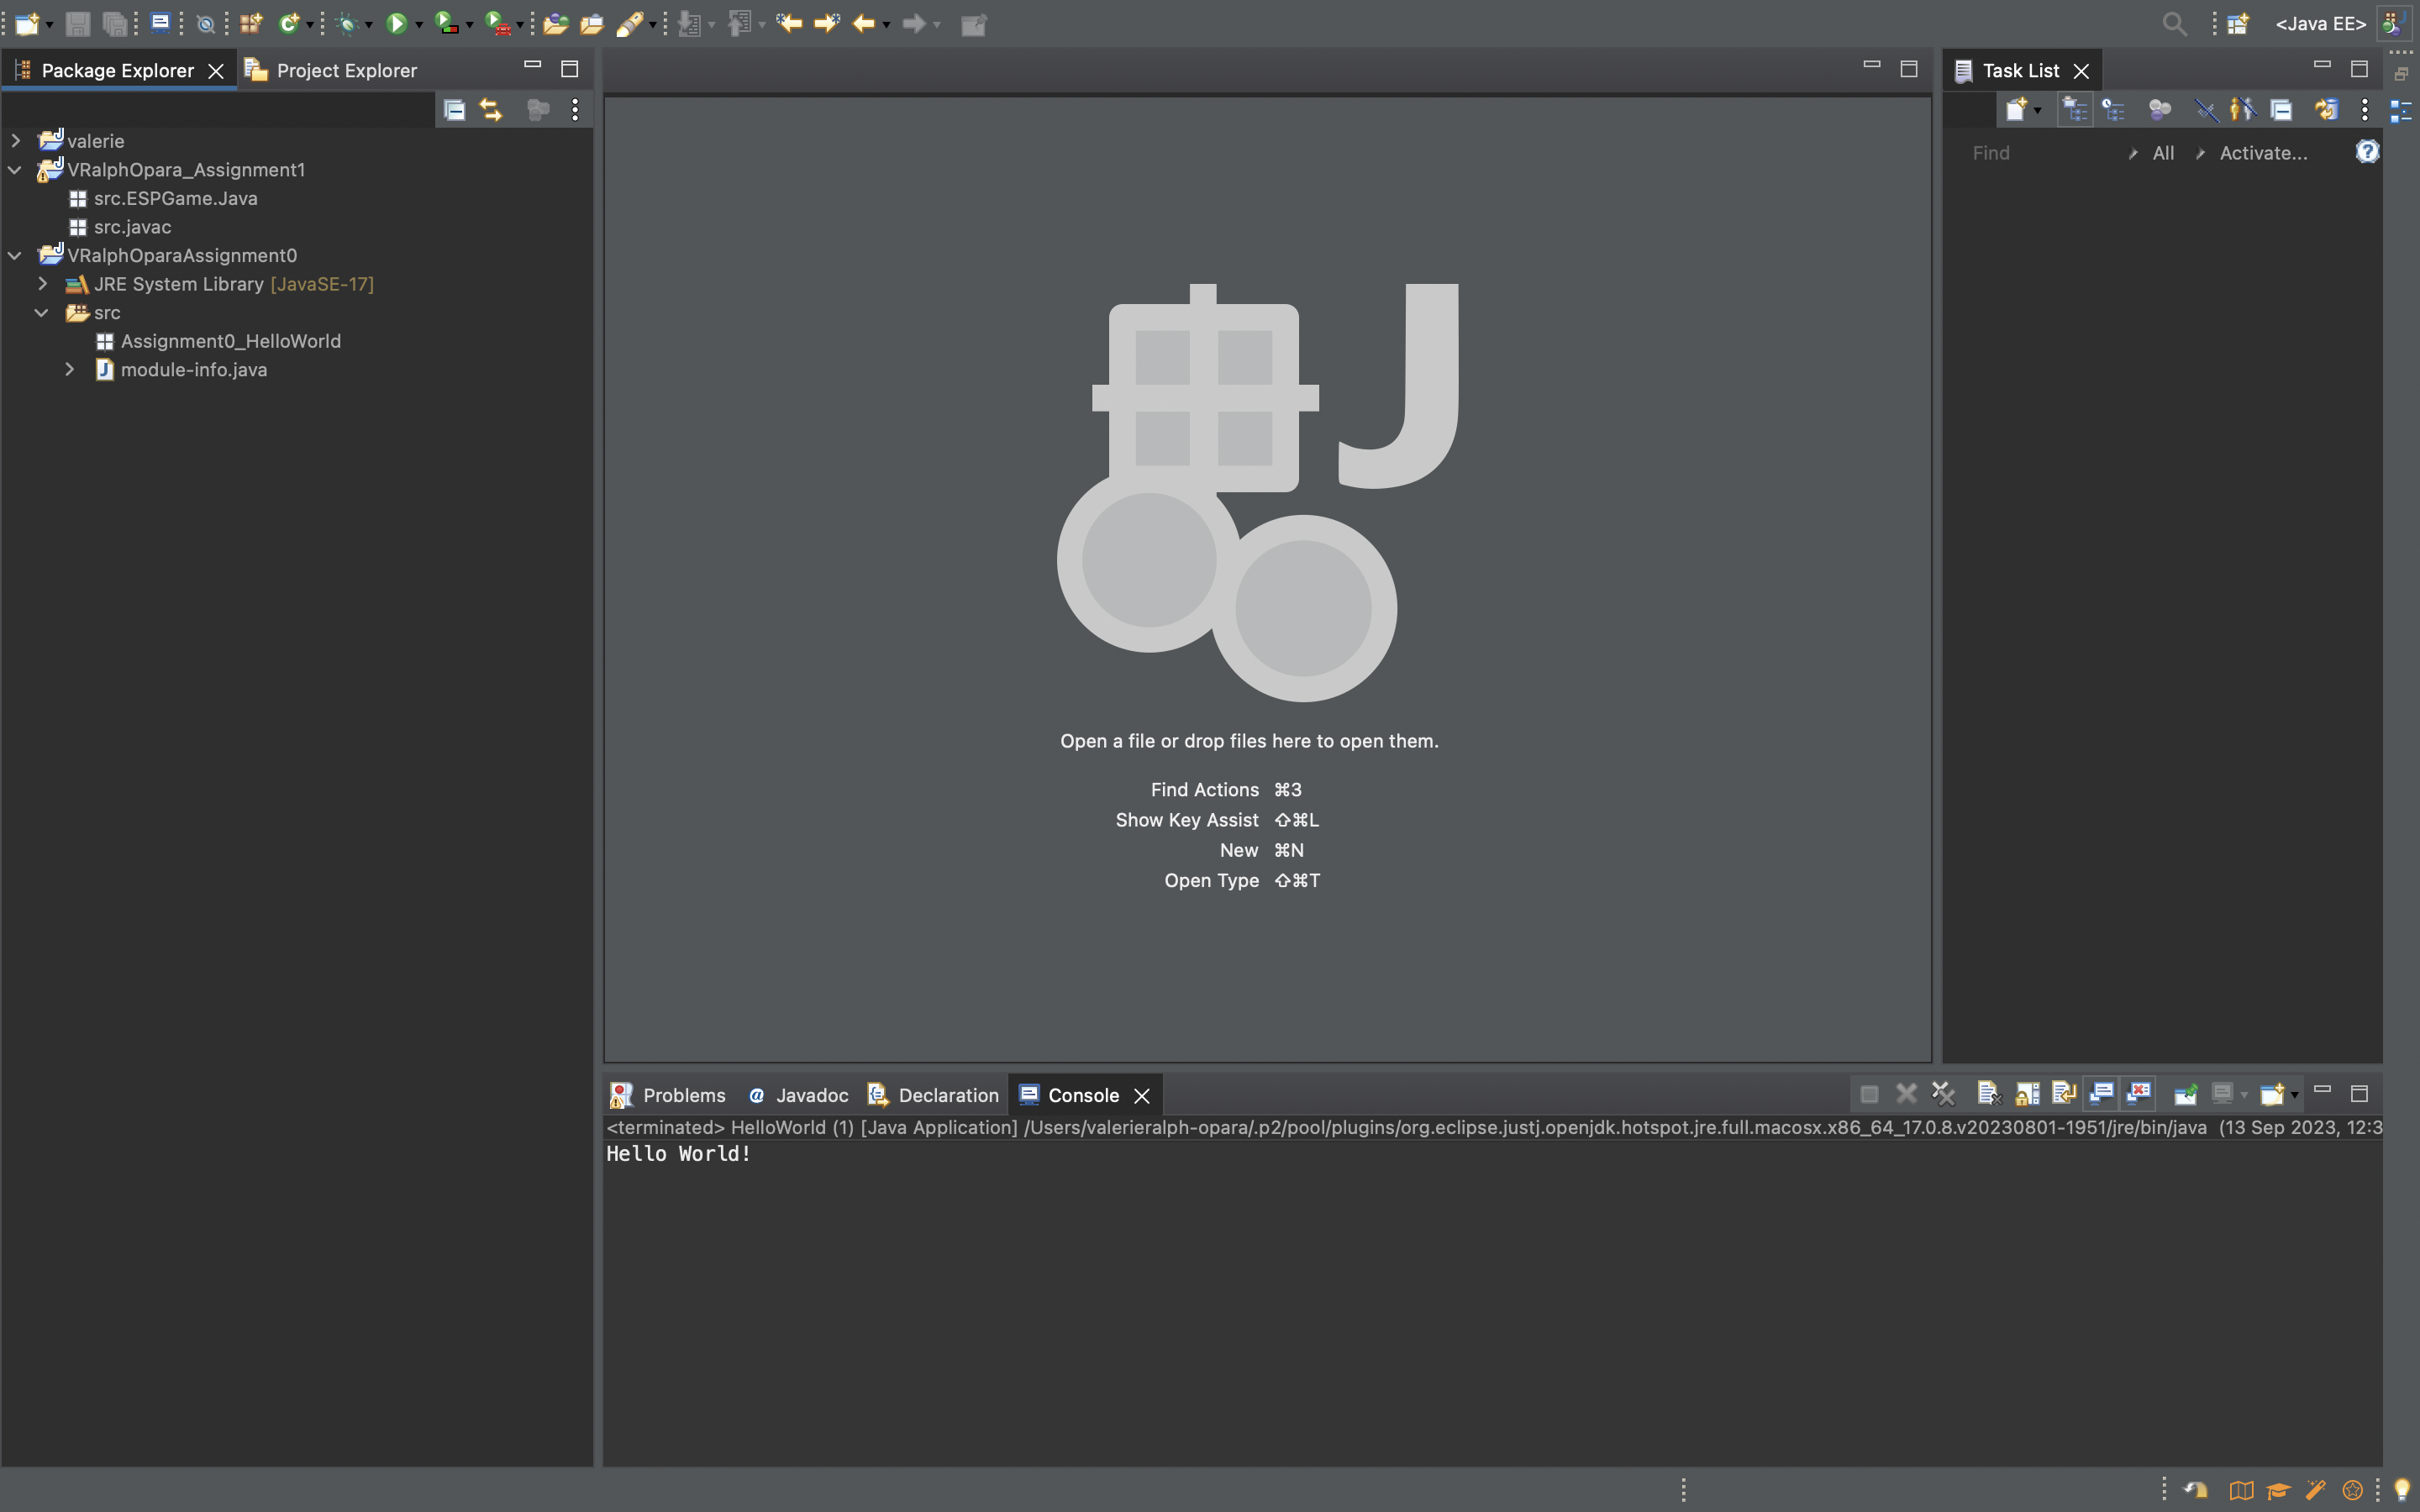 <Java EE>
Package Explorer
Project Explorer
Task List
Find
All
Activate...
valerie
VRalphOpara_Assignment1
src.ESPGame.Java
src.javac
VRalphOparaAssignment0
JRE System Library [JavaSE-17]
src
Assignment0_HelloWorld
module-info.java
Open a file or drop files here to open them.
Find Actions ⌘3
Show Key Assist ⇧⌘L
New ⌘N
Open Type ⇧⌘T
Problems
Javadoc
Declaration
Console
<terminated> HelloWorld (1) [Java Application] /Users/valerieralph-opara/.p2/pool/plugins/org.eclipse.justj.openjdk.hotspot.jre.full.macosx.x86_64_17.0.8.v20230801-1951/jre/bin/java (13 Sep 2023, 12:3
Hello World!